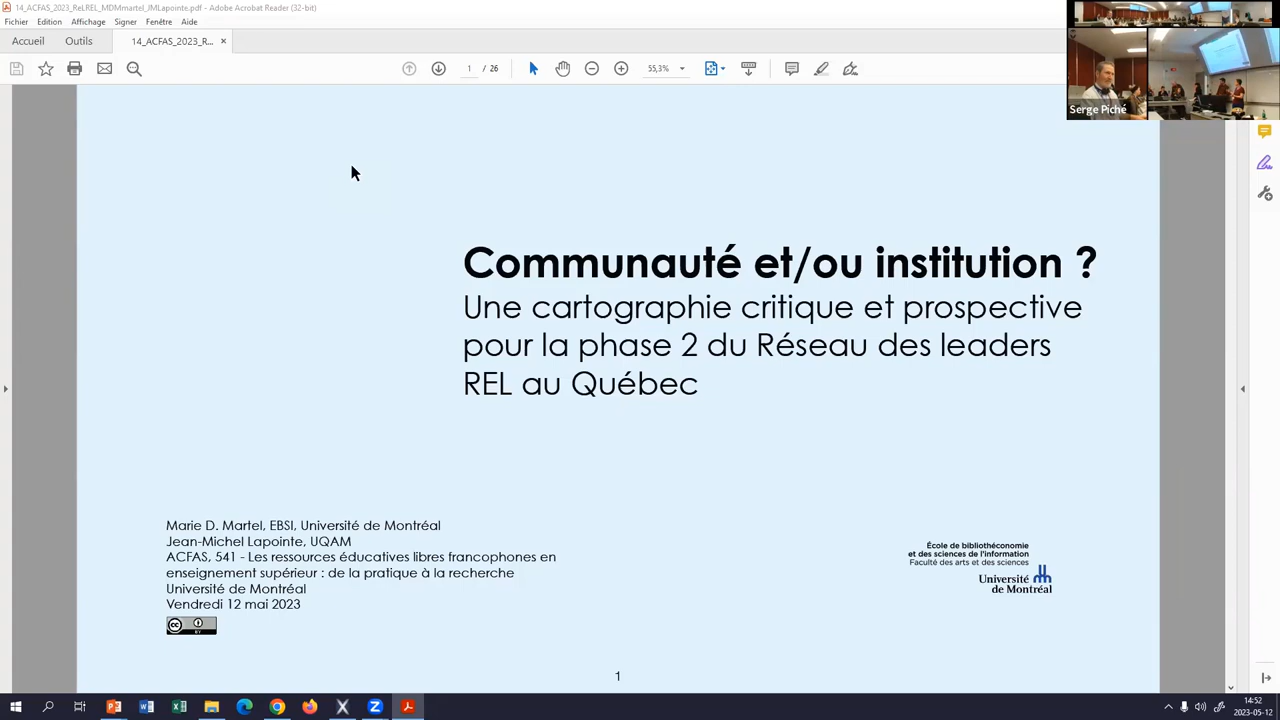 14_ACFAS_2023_ReLREL_MDMmartel_JMLapointe.pdf - Adobe Acrobat Reader (32-bit)
Fichier Edition Affichage Signer Fenêtre Aide
Accueil Outils 14_ACFAS_2023_R... ×
1 / 26 55,3%
Serge Piché
Communauté et/ou institution ?
Une cartographie critique et prospective
pour la phase 2 du Réseau des leaders
REL au Québec
Marie D. Martel, EBSI, Université de Montréal
Jean-Michel Lapointe, UQAM
ACFAS, 541 - Les ressources éducatives libres francophones en
enseignement supérieur : de la pratique à la recherche
Université de Montréal
Vendredi 12 mai 2023
cc BY
École de bibliothéconomie
et des sciences de l'information
Faculté des arts et des sciences
Université
de Montréal
1
14:52
2023-05-12